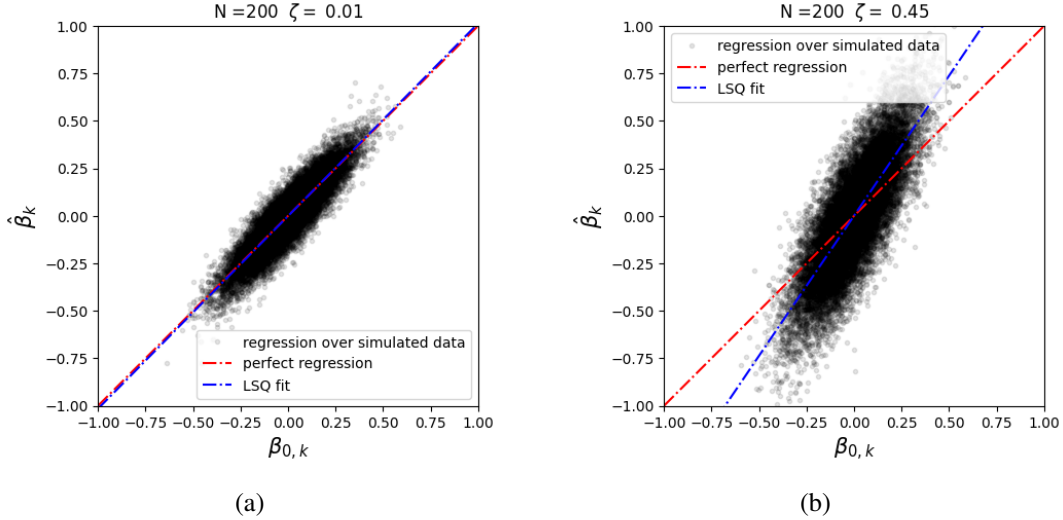 N =200 ζ = 0.01
1.00
0.75
0.50
0.25
0.00
−0.25
−0.50
−0.75
−1.00
β̂k
regression over simulated data
perfect regression
LSQ fit
−1.00 −0.75 −0.50 −0.25 0.00 0.25 0.50 0.75 1.00
β0, k
(a)
N =200 ζ = 0.45
1.00
0.75
0.50
0.25
0.00
−0.25
−0.50
−0.75
−1.00
β̂k
regression over simulated data
perfect regression
LSQ fit
−1.00 −0.75 −0.50 −0.25 0.00 0.25 0.50 0.75 1.00
β0, k
(b)